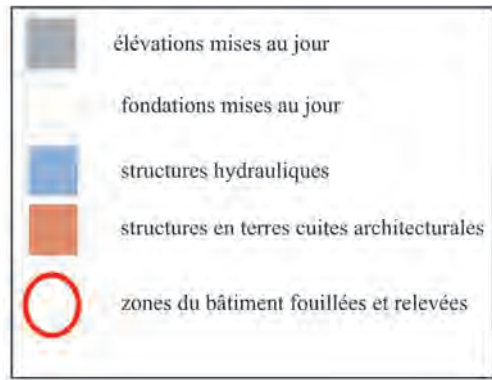 élévations mises au jour
fondations mises au jour
structures hydrauliques
structures en terres cuites architecturales
zones du bâtiment fouillées et relevées